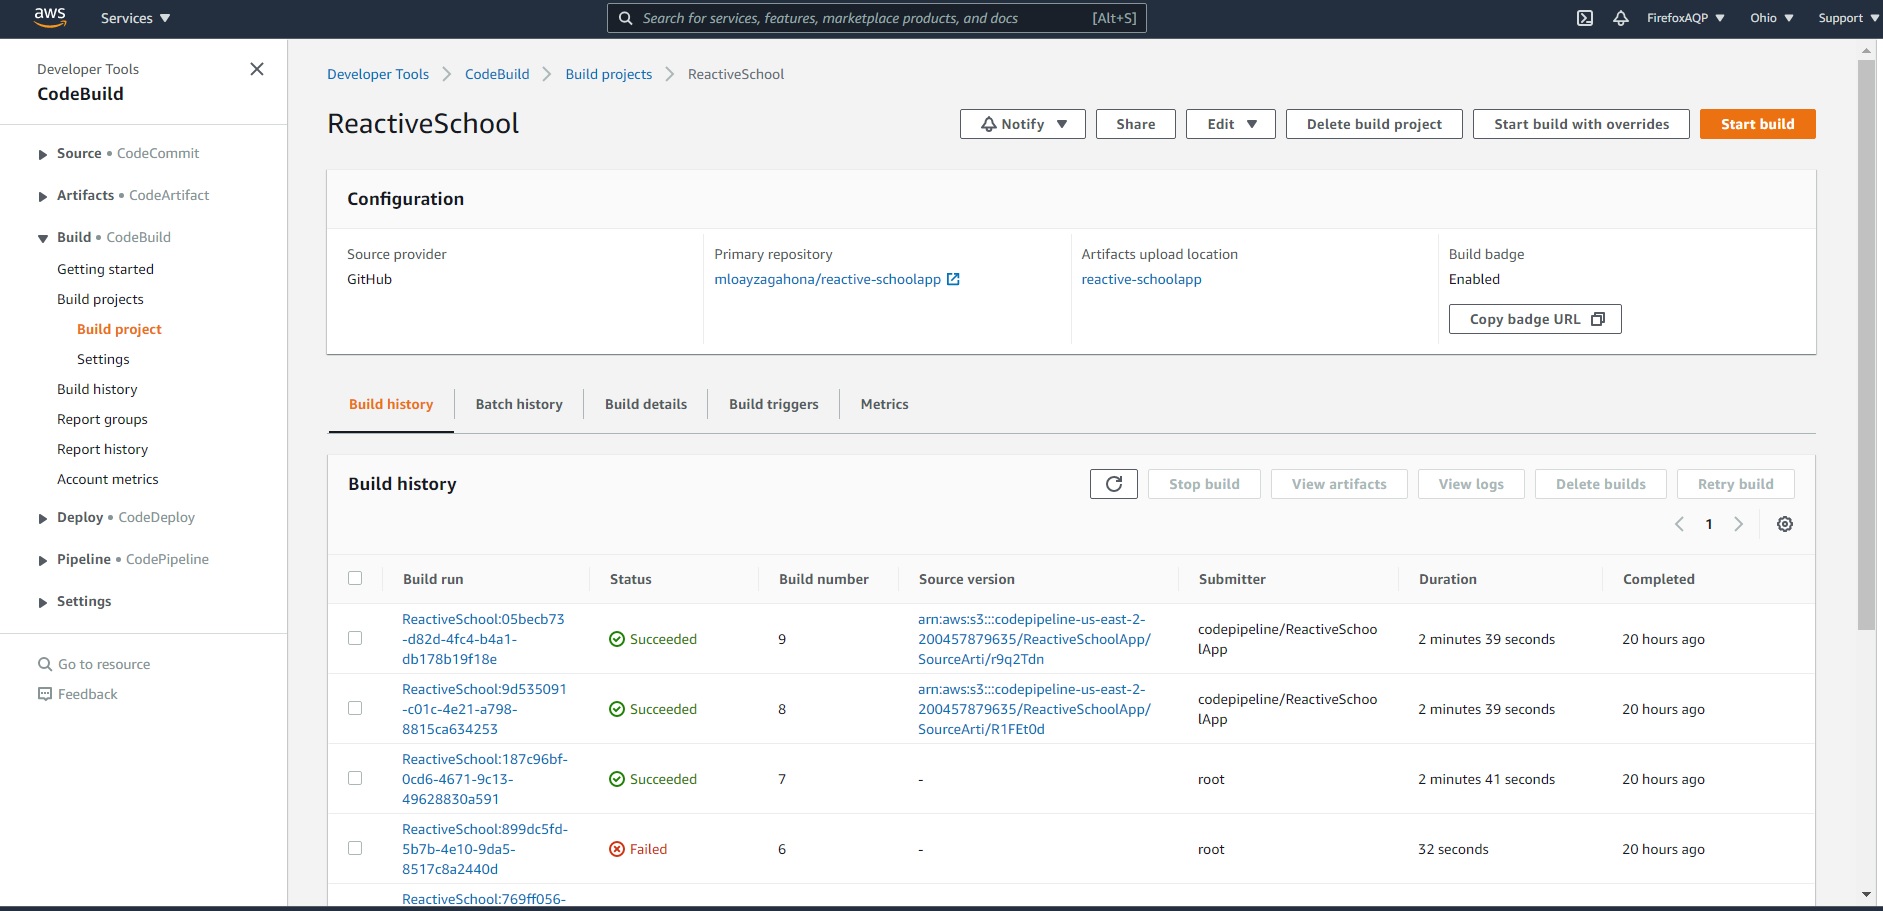 aws
Services
Search for services, features, marketplace products, and docs
[Alt+S]
FirefoxAQP
Ohio
Support
Developer Tools
CodeBuild
Source • CodeCommit
Artifacts • CodeArtifact
Build • CodeBuild
Getting started
Build projects
Build project
Settings
Build history
Report groups
Report history
Account metrics
Deploy • CodeDeploy
Pipeline • CodePipeline
Settings
Go to resource
Feedback
Developer Tools
CodeBuild
Build projects
ReactiveSchool
ReactiveSchool
Notify
Share
Edit
Delete build project
Start build with overrides
Start build
Configuration
Source provider
GitHub
Primary repository
mloayzagahona/reactive-schoolapp
Artifacts upload location
reactive-schoolapp
Build badge
Enabled
Copy badge URL
Build history
Batch history
Build details
Build triggers
Metrics
Build history
Stop build
View artifacts
View logs
Delete builds
Retry build
1
Build run
Status
Build number
Source version
Submitter
Duration
Completed
ReactiveSchool:05becb73
-d82d-4fc4-b4a1-
db178b19f18e
Succeeded
9
arn:aws:s3:::codepipeline-us-east-2-
200457879635/ReactiveSchoolApp/
SourceArti/r9q2Tdn
codepipeline/ReactiveSchoo
lApp
2 minutes 39 seconds
20 hours ago
ReactiveSchool:9d535091
-c01c-4e21-a798-
8815ca634253
Succeeded
8
arn:aws:s3:::codepipeline-us-east-2-
200457879635/ReactiveSchoolApp/
SourceArti/R1FEt0d
codepipeline/ReactiveSchoo
lApp
2 minutes 39 seconds
20 hours ago
ReactiveSchool:187c96bf-
0cd6-4671-9c13-
49628830a591
Succeeded
7
-
root
2 minutes 41 seconds
20 hours ago
ReactiveSchool:899dc5fd-
5b7b-4e10-9da5-
8517c8a2440d
Failed
6
-
root
32 seconds
20 hours ago
ReactiveSchool:769ff056-